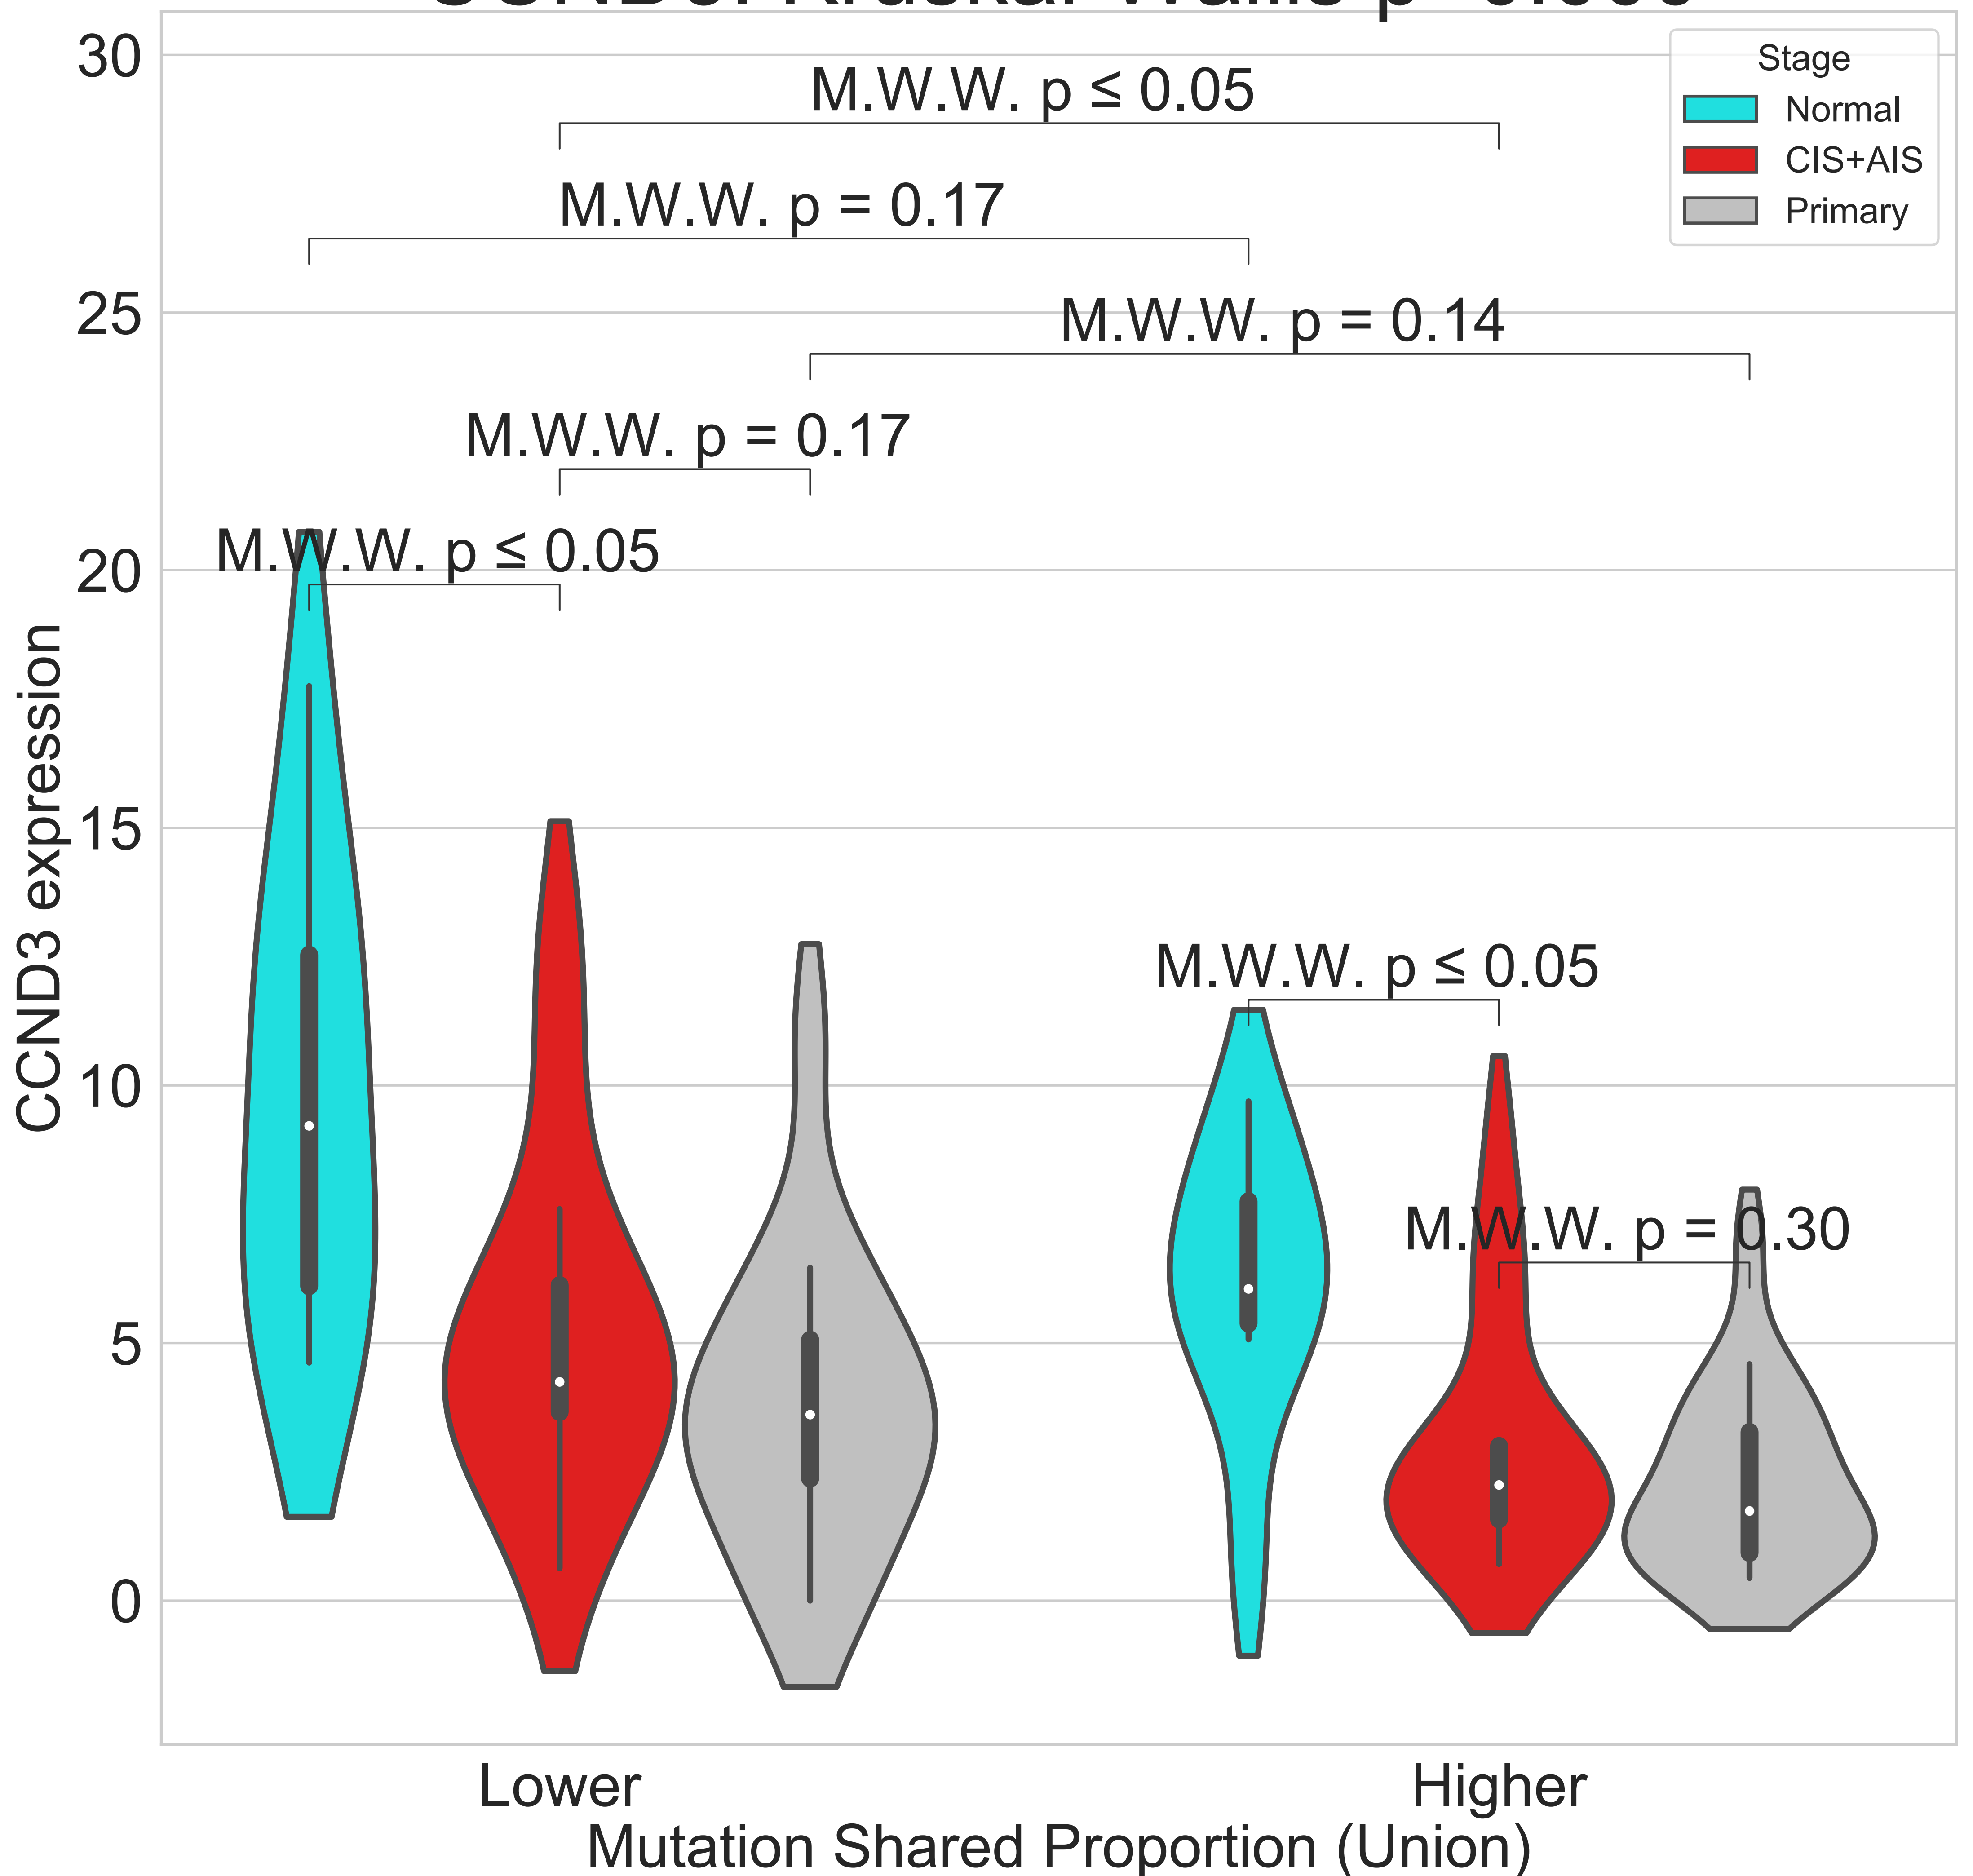 30
25
20
15
10
5
0
CCND3 expression
Stage
Normal
CIS+AIS
Primary
M.W.W. p ≤ 0.05
M.W.W. p = 0.17
M.W.W. p = 0.14
M.W.W. p = 0.17
M.W.W. p ≤ 0.05
M.W.W. p ≤ 0.05
M.W.W. p = 0.30
Lower
Higher
Mutation Shared Proportion (Union)